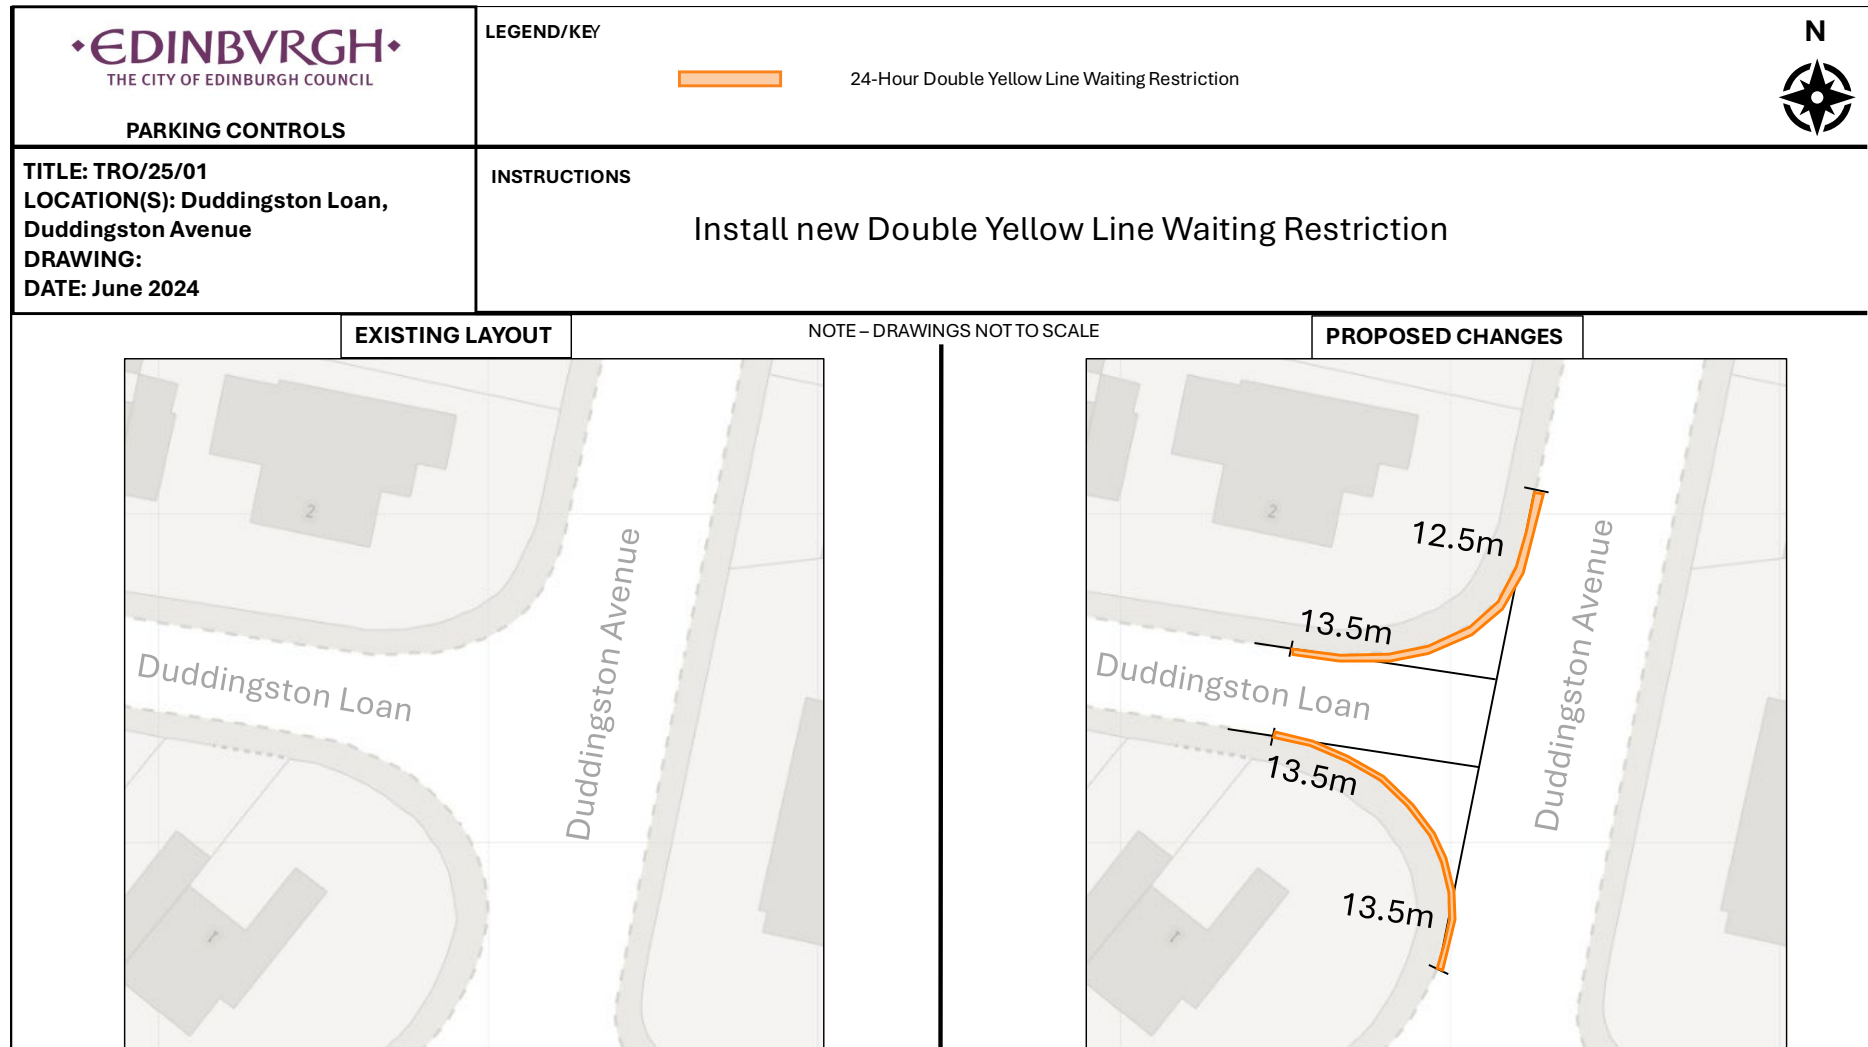 EDINBVRGH
THE CITY OF EDINBURGH COUNCIL
PARKING CONTROLS
LEGEND/KEY
24-Hour Double Yellow Line Waiting Restriction
N
TITLE: TRO/25/01
LOCATION(S): Duddingston Loan,
Duddingston Avenue
DRAWING:
DATE: June 2024
INSTRUCTIONS
Install new Double Yellow Line Waiting Restriction
EXISTING LAYOUT
NOTE – DRAWINGS NOT TO SCALE
PROPOSED CHANGES
2
Duddingston Avenue
Duddingston Loan
1
2
12.5m
13.5m
Duddingston Avenue
Duddingston Loan
13.5m
13.5m
1